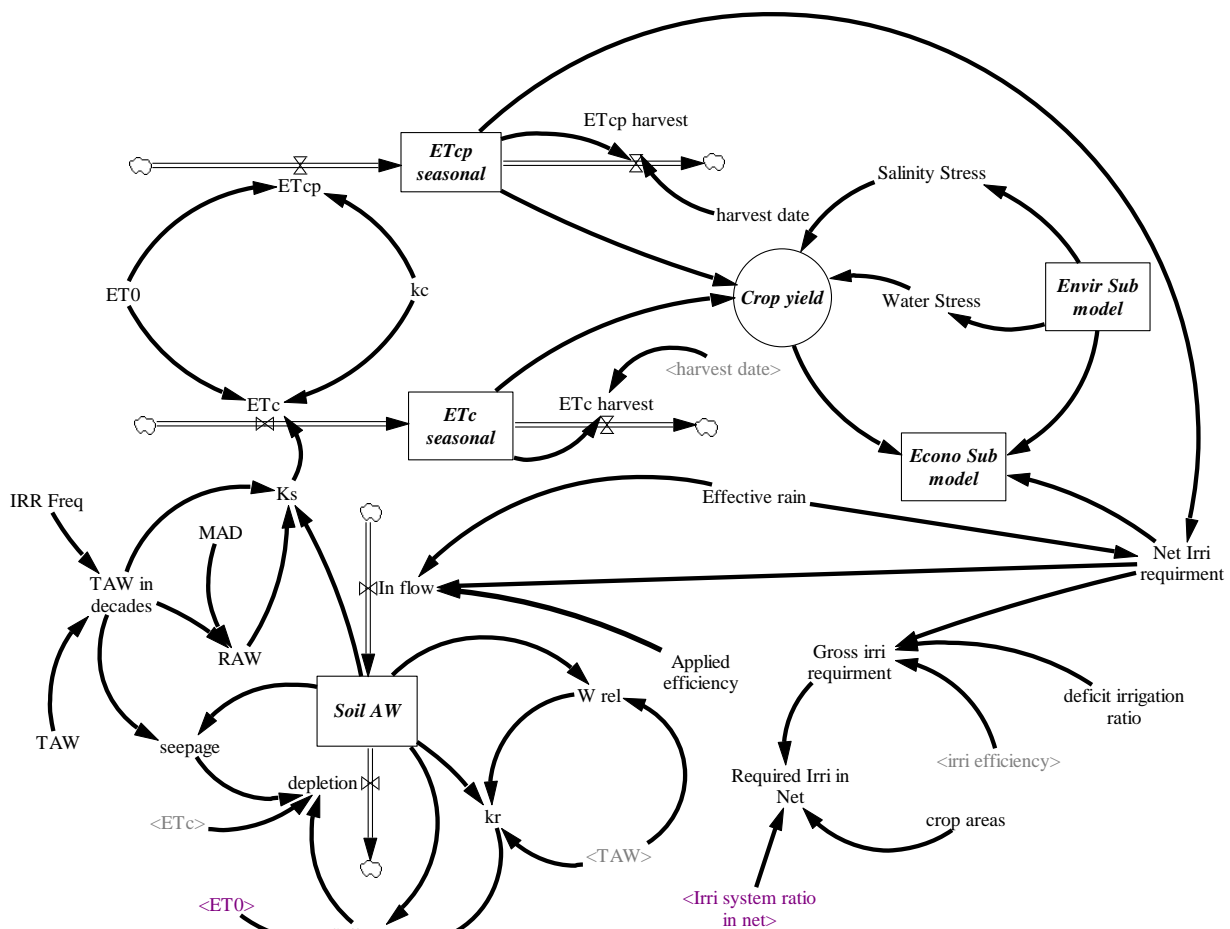 ETcp harvest
ETcp
seasonal
ETcp
Salinity Stress
harvest date
ET0
kc
Crop yield
Envir Sub
model
Water Stress
<harvest date>
ETc
ETc
seasonal
ETc harvest
Econo Sub
model
IRR Freq
Ks
Effective rain
MAD
Net Irri
requirment
TAW in
decades
In flow
RAW
Gross irri
requirment
Applied
efficiency
deficit irrigation
ratio
Soil AW
W rel
TAW
seepage
<irri efficiency>
depletion
Required Irri in
Net
<ETc>
kr
crop areas
<TAW>
<ET0>
<Irri system ratio
in net>